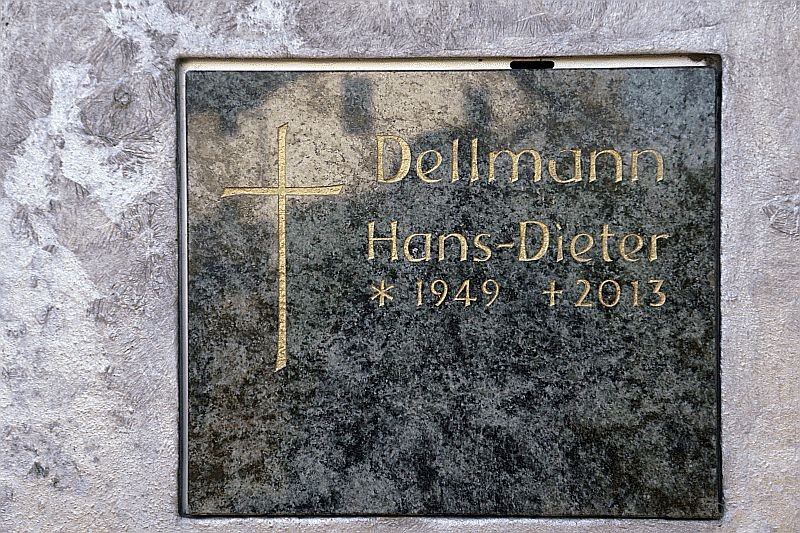 Dellmann
Hans-Dieter
* 1949 +2013